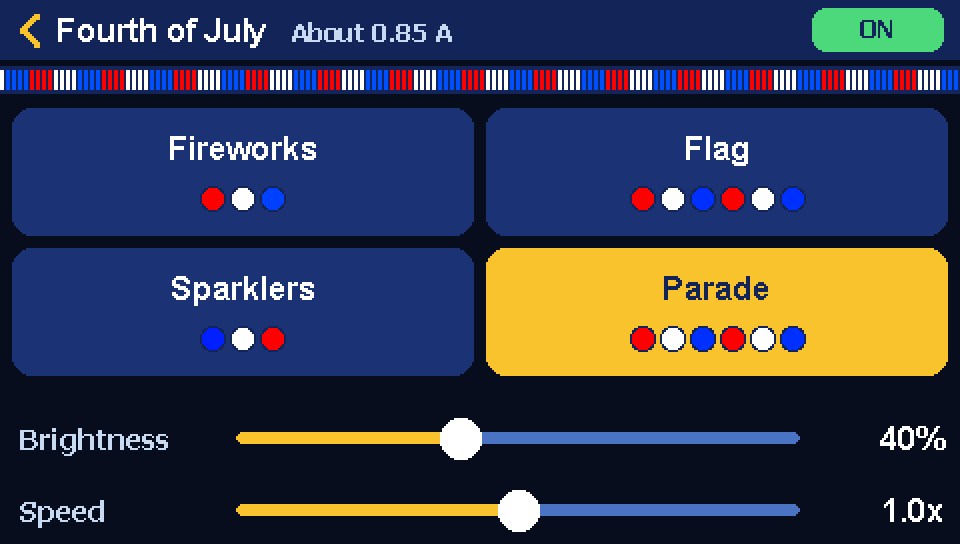 Fourth of July About 0.85 A ON
Fireworks Flag
Sparklers Parade
Brightness 40%
Speed 1.0x